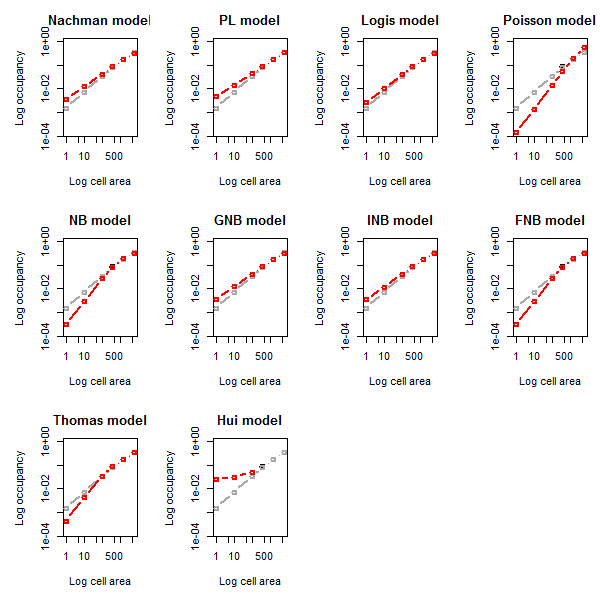 Nachman model
PL model
Logis model
Poisson model
Log occupancy
1e-04 1e-02 1e+00
1 10 500
Log cell area
Log occupancy
1e-04 1e-02 1e+00
1 10 500
Log cell area
Log occupancy
1e-04 1e-02 1e+00
1 10 500
Log cell area
Log occupancy
1e-04 1e-02 1e+00
1 10 500
Log cell area
NB model
GNB model
INB model
FNB model
Log occupancy
1e-04 1e-02 1e+00
1 10 500
Log cell area
Log occupancy
1e-04 1e-02 1e+00
1 10 500
Log cell area
Log occupancy
1e-04 1e-02 1e+00
1 10 500
Log cell area
Log occupancy
1e-04 1e-02 1e+00
1 10 500
Log cell area
Thomas model
Hui model
Log occupancy
1e-04 1e-02 1e+00
1 10 500
Log cell area
Log occupancy
1e-04 1e-02 1e+00
1 10 500
Log cell area